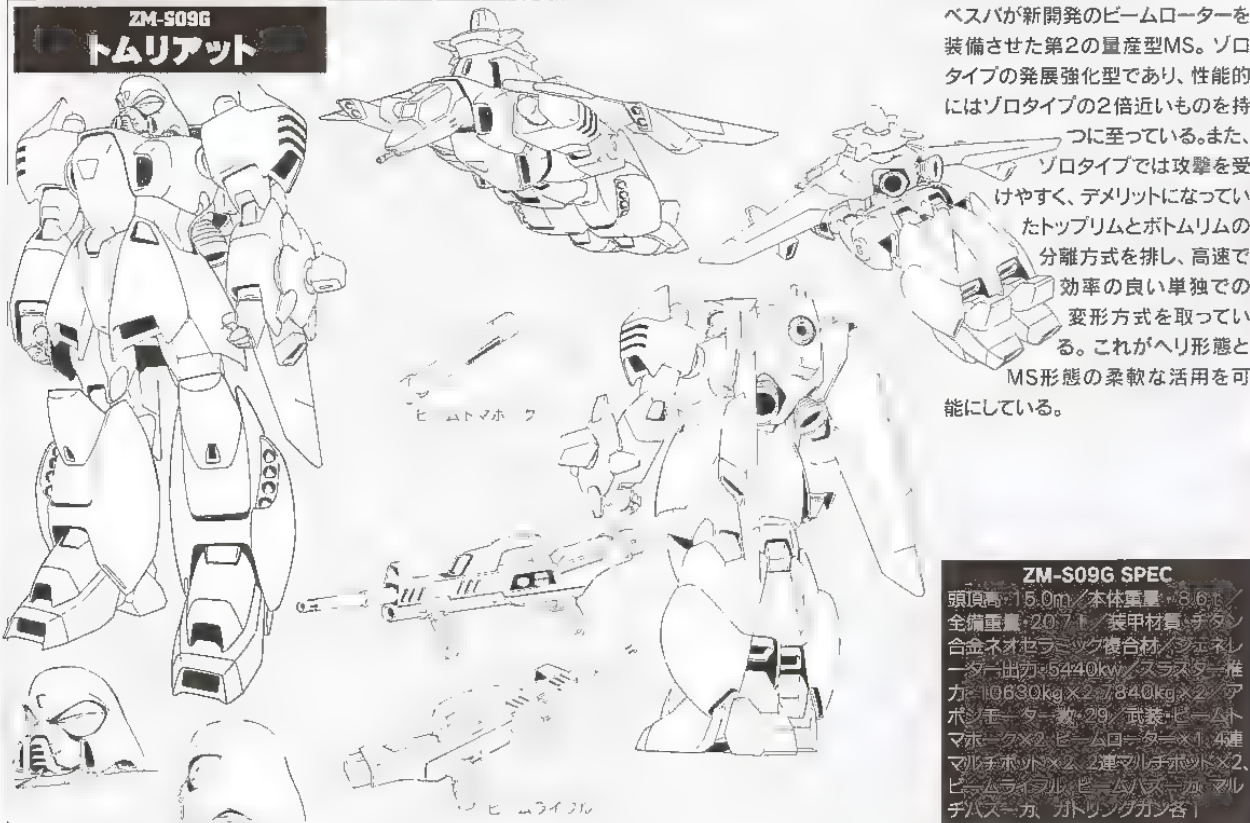 ZM-S09G
トムリアット
ベスパが新開発のビームローターを
装備させた第2の量産型MS。ゾロ
タイプの発展強化型であり、性能的
にはゾロタイプの2倍近いものを持
つに至っている。また、
ゾロタイプでは攻撃を受
けやすく、デメリットになってい
たトップリムとボトムリムの
分離方式を排し、高速で
効率の良い単独での
変形方式を取ってい
る。これがヘリ形態と
MS形態の柔軟な活用を可
能にしている。
ビームトマホーク
ビームライフル
ZM-S09G SPEC
頭頂高・15.0m／本体重量・8.6t／
全備重量・20.7t／装甲材質・チタン
合金ネオセラミック複合材／ジェネレ
ーター出力・5440kw／スラスター推
力・10630kg×2、7840kg×2／ア
ポジモーター数・29／武装・ビームト
マホーク×2、ビームローター×1、4連
マルチポッド×2、2連マルチポッド×2、
ビームライフル、ビームバズーカ、マル
チバズーカ、ガトリングガン各1